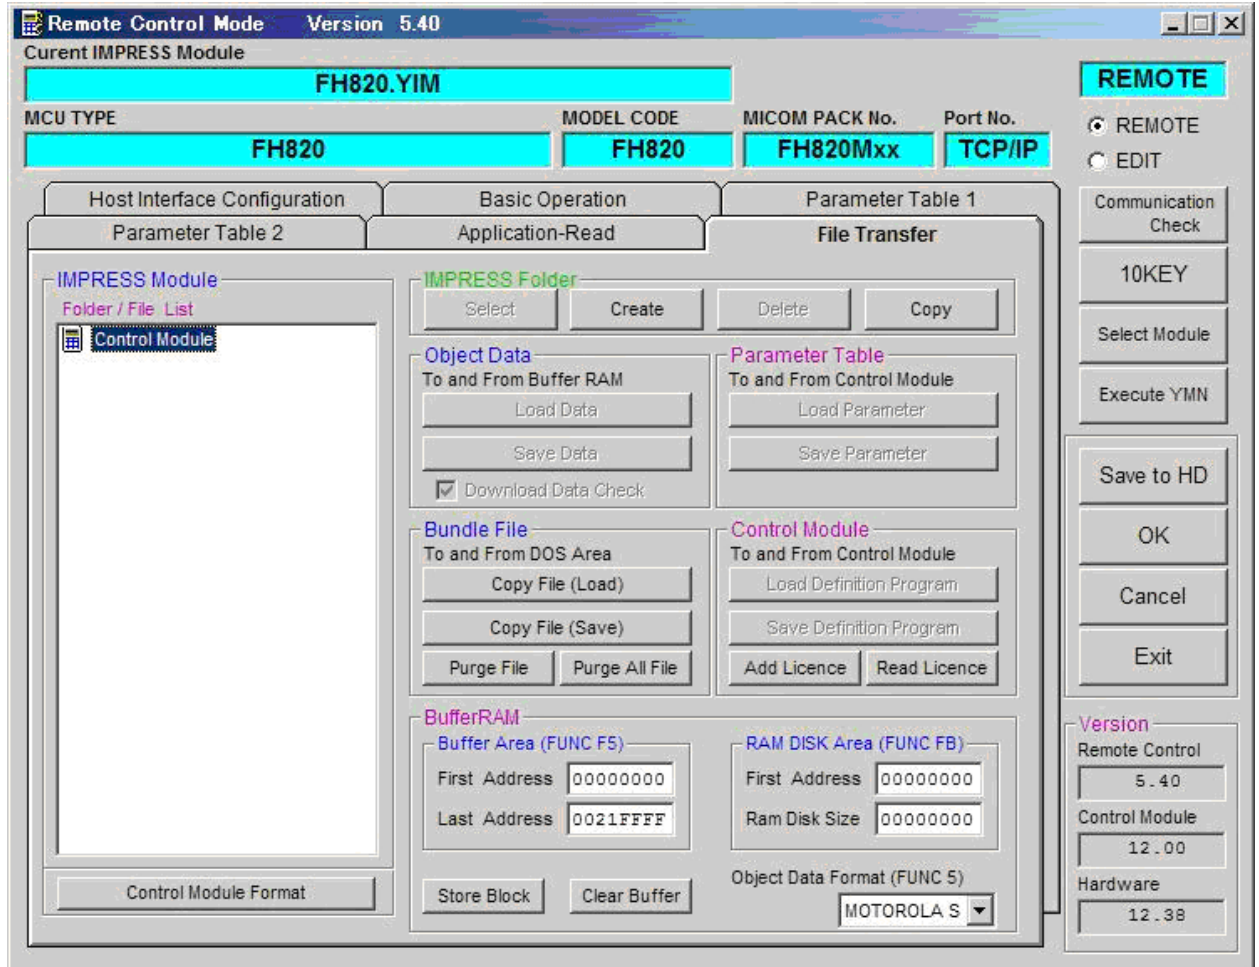 Remote Control Mode Version 5.40
Curent IMPRESS Module
FH820.YIM
REMOTE
MCU TYPE
MODEL CODE
MICOM PACK No.
Port No.
FH820
FH820
FH820Mxx
TCP/IP
REMOTE
EDIT
Host Interface Configuration
Basic Operation
Parameter Table 1
Parameter Table 2
Application-Read
File Transfer
IMPRESS Module
Folder / File List
Control Module
Control Module Format
IMPRESS Folder
Select
Create
Delete
Copy
Object Data
To and From Buffer RAM
Load Data
Save Data
Download Data Check
Parameter Table
To and From Control Module
Load Parameter
Save Parameter
Bundle File
To and From DOS Area
Copy File (Load)
Copy File (Save)
Purge File
Purge All File
Control Module
To and From Control Module
Load Definition Program
Save Definition Program
Add Licence
Read Licence
BufferRAM
Buffer Area (FUNC F5)
First Address 00000000
Last Address 0021FFFF
RAM DISK Area (FUNC FB)
First Address 00000000
Ram Disk Size 00000000
Store Block
Clear Buffer
Object Data Format (FUNC 5)
MOTOROLA S
Communication
Check
10KEY
Select Module
Execute YMN
Save to HD
OK
Cancel
Exit
Version
Remote Control
5.40
Control Module
12.00
Hardware
12.38